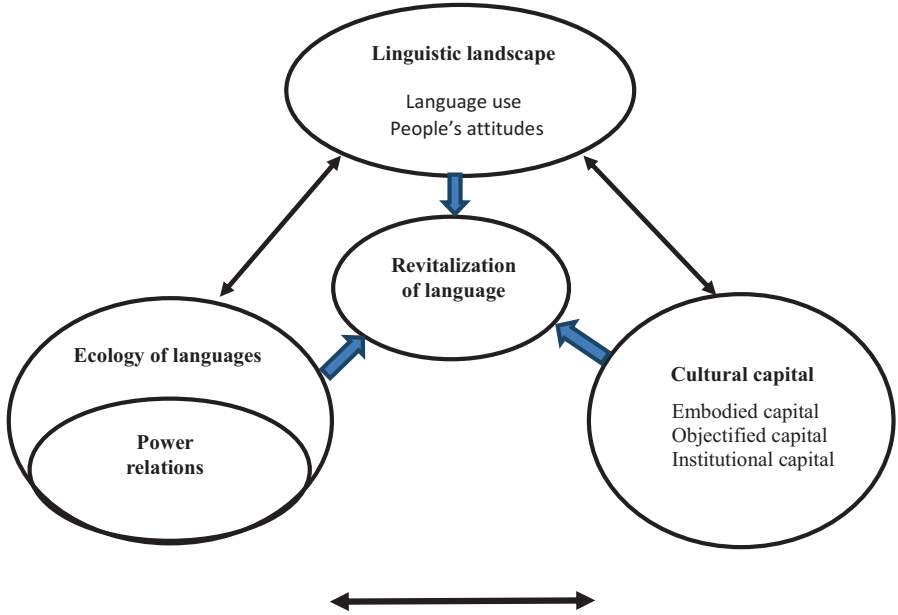 Linguistic landscape
Language use
People's attitudes
Revitalization
of language
Ecology of languages
Power
relations
Cultural capital
Embodied capital
Objectified capital
Institutional capital